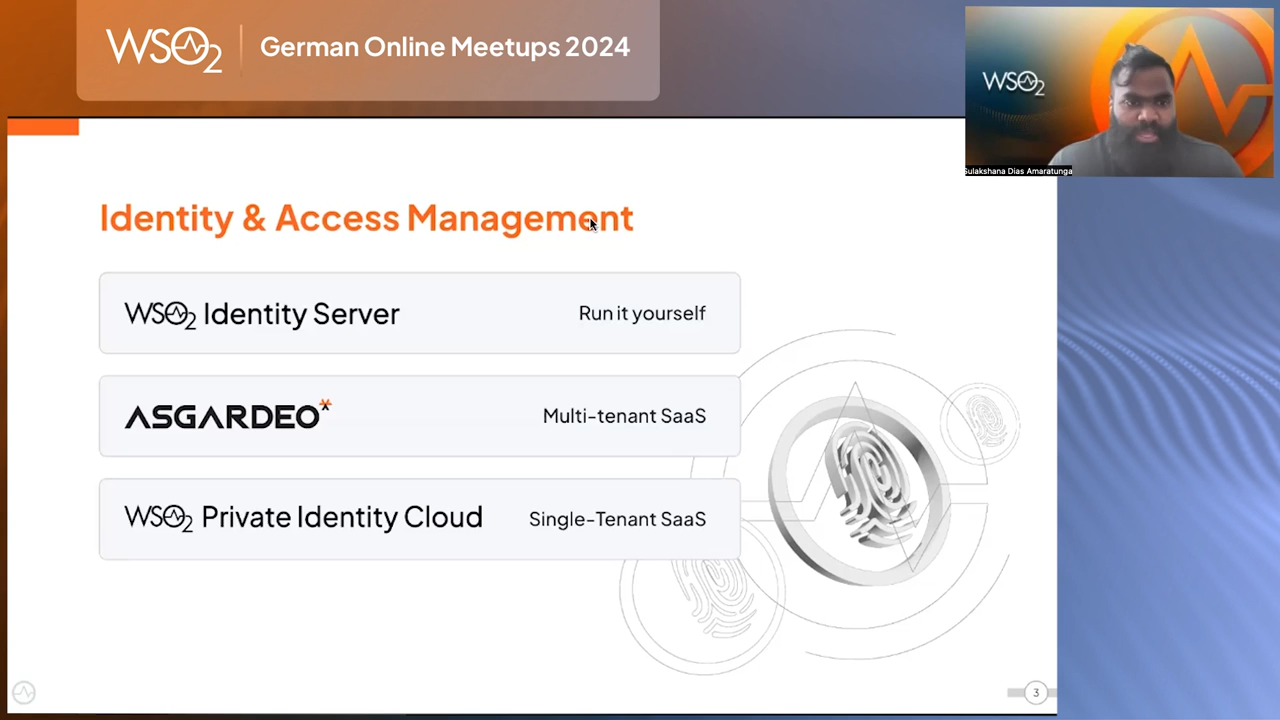 WSO2 German Online Meetups 2024
WSO2
Sulakshana Dias Amaratunga
Identity & Access Management
WSO2 Identity Server Run it yourself
ASGARDEO Multi-tenant SaaS
WSO2 Private Identity Cloud Single-Tenant SaaS
3